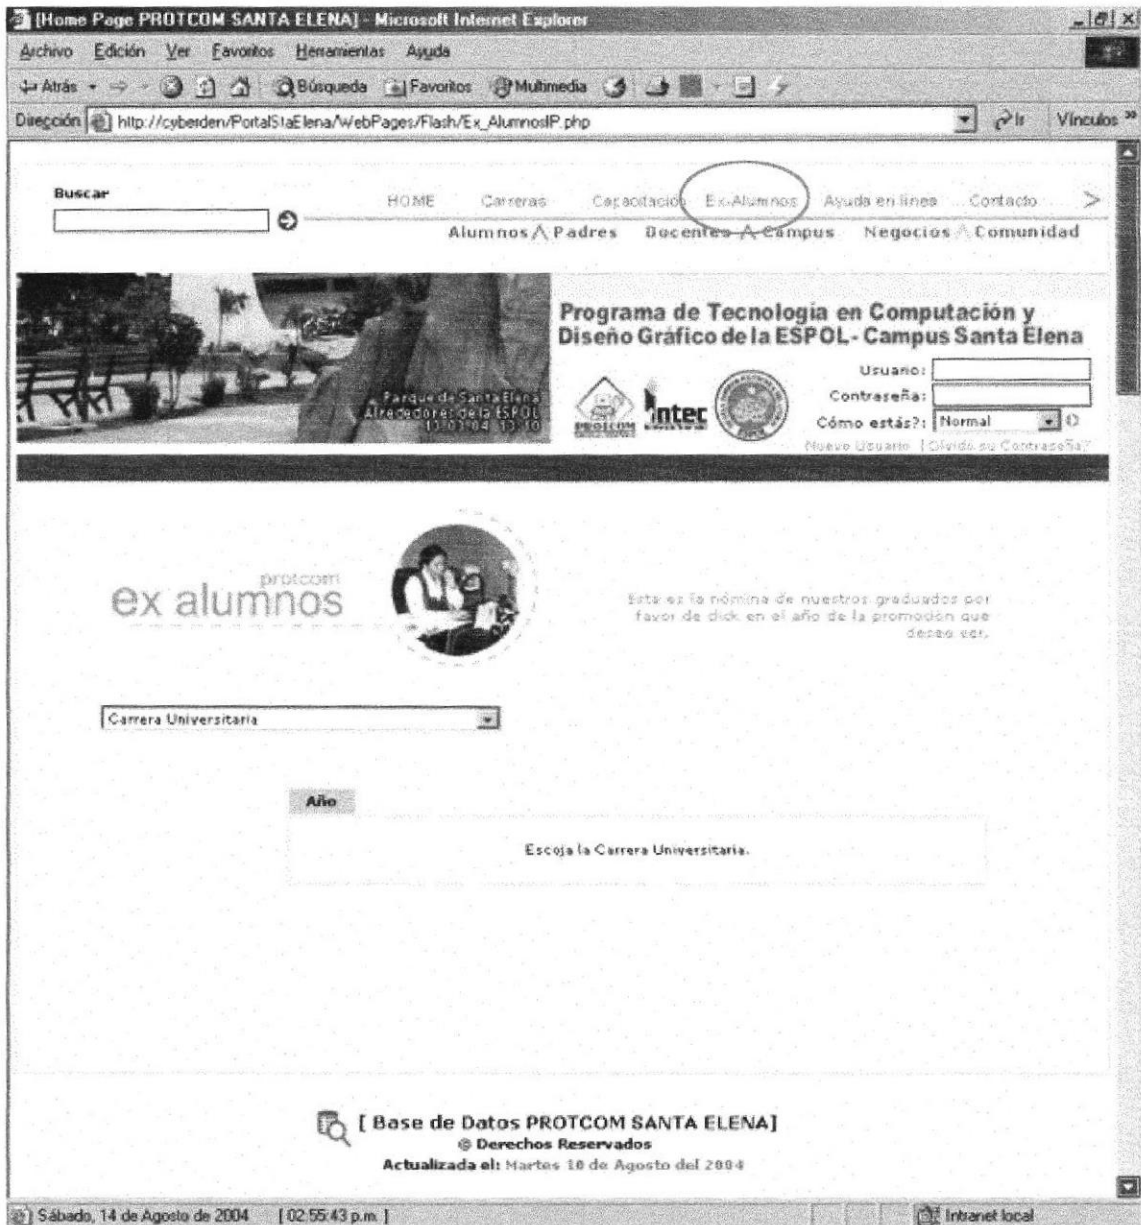 [Home Page PROTCOM SANTA ELENA] - Microsoft Internet Explorer
Archivo Edición Ver Favoritos Herramientas Ayuda
Atrás Búsqueda Favoritos Multimedia
Dirección http://cyberden/PortalStaElena/WebPages/Flash/Ex_AlumnosIP.php Ir Vínculos »
Buscar
HOME Carreras Capacitación Ex-Alumnos Ayuda en línea Contacto >
Alumnos Padres Docentes Campus Negocios Comunidad
Programa de Tecnología en Computación y
Diseño Gráfico de la ESPOL- Campus Santa Elena
Parque de Santa Elena
Alrededores de la ESPOL
PROTCOM intec ESPOL
Usuario:
Contraseña:
Cómo estás?: Normal
Nuevo Usuario | Olvidó su Contraseña?
protcom
ex alumnos
Esta es la nómina de nuestros graduados por
favor de click en el año de la promoción que
desea ver.
Carrera Universitaria
Año
Escoja la Carrera Universitaria.
[ Base de Datos PROTCOM SANTA ELENA]
© Derechos Reservados
Actualizada el: Martes 10 de Agosto del 2004
Sábado, 14 de Agosto de 2004 [ 02:55:43 p.m. ] Intranet local